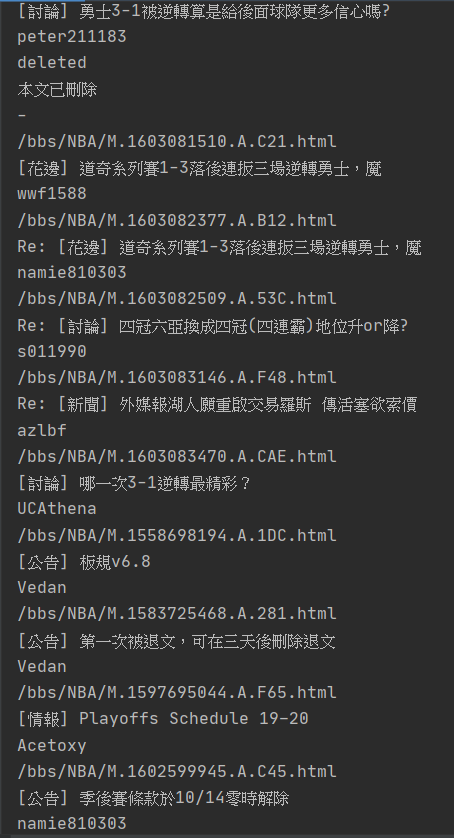 [討論] 勇士3-1被逆轉算是給後面球隊更多信心嗎?
peter211183
deleted
本文已刪除
-
/bbs/NBA/M.1603081510.A.C21.html
[花邊] 道奇系列賽1-3落後連扳三場逆轉勇士，魔
wwf1588
/bbs/NBA/M.1603082377.A.B12.html
Re: [花邊] 道奇系列賽1-3落後連扳三場逆轉勇士，魔
namie810303
/bbs/NBA/M.1603082509.A.53C.html
Re: [討論] 四冠六亞換成四冠(四連霸)地位升or降?
s011990
/bbs/NBA/M.1603083146.A.F48.html
Re: [新聞] 外媒報湖人願重啟交易羅斯 傳活塞欲索價
azlbf
/bbs/NBA/M.1603083470.A.CAE.html
[討論] 哪一次3-1逆轉最精彩？
UCAthena
/bbs/NBA/M.1558698194.A.1DC.html
[公告] 板規v6.8
Vedan
/bbs/NBA/M.1583725468.A.281.html
[公告] 第一次被退文，可在三天後刪除退文
Vedan
/bbs/NBA/M.1597695044.A.F65.html
[情報] Playoffs Schedule 19–20
Acetoxy
/bbs/NBA/M.1602599945.A.C45.html
[公告] 季後賽條款於10/14零時解除
namie810303